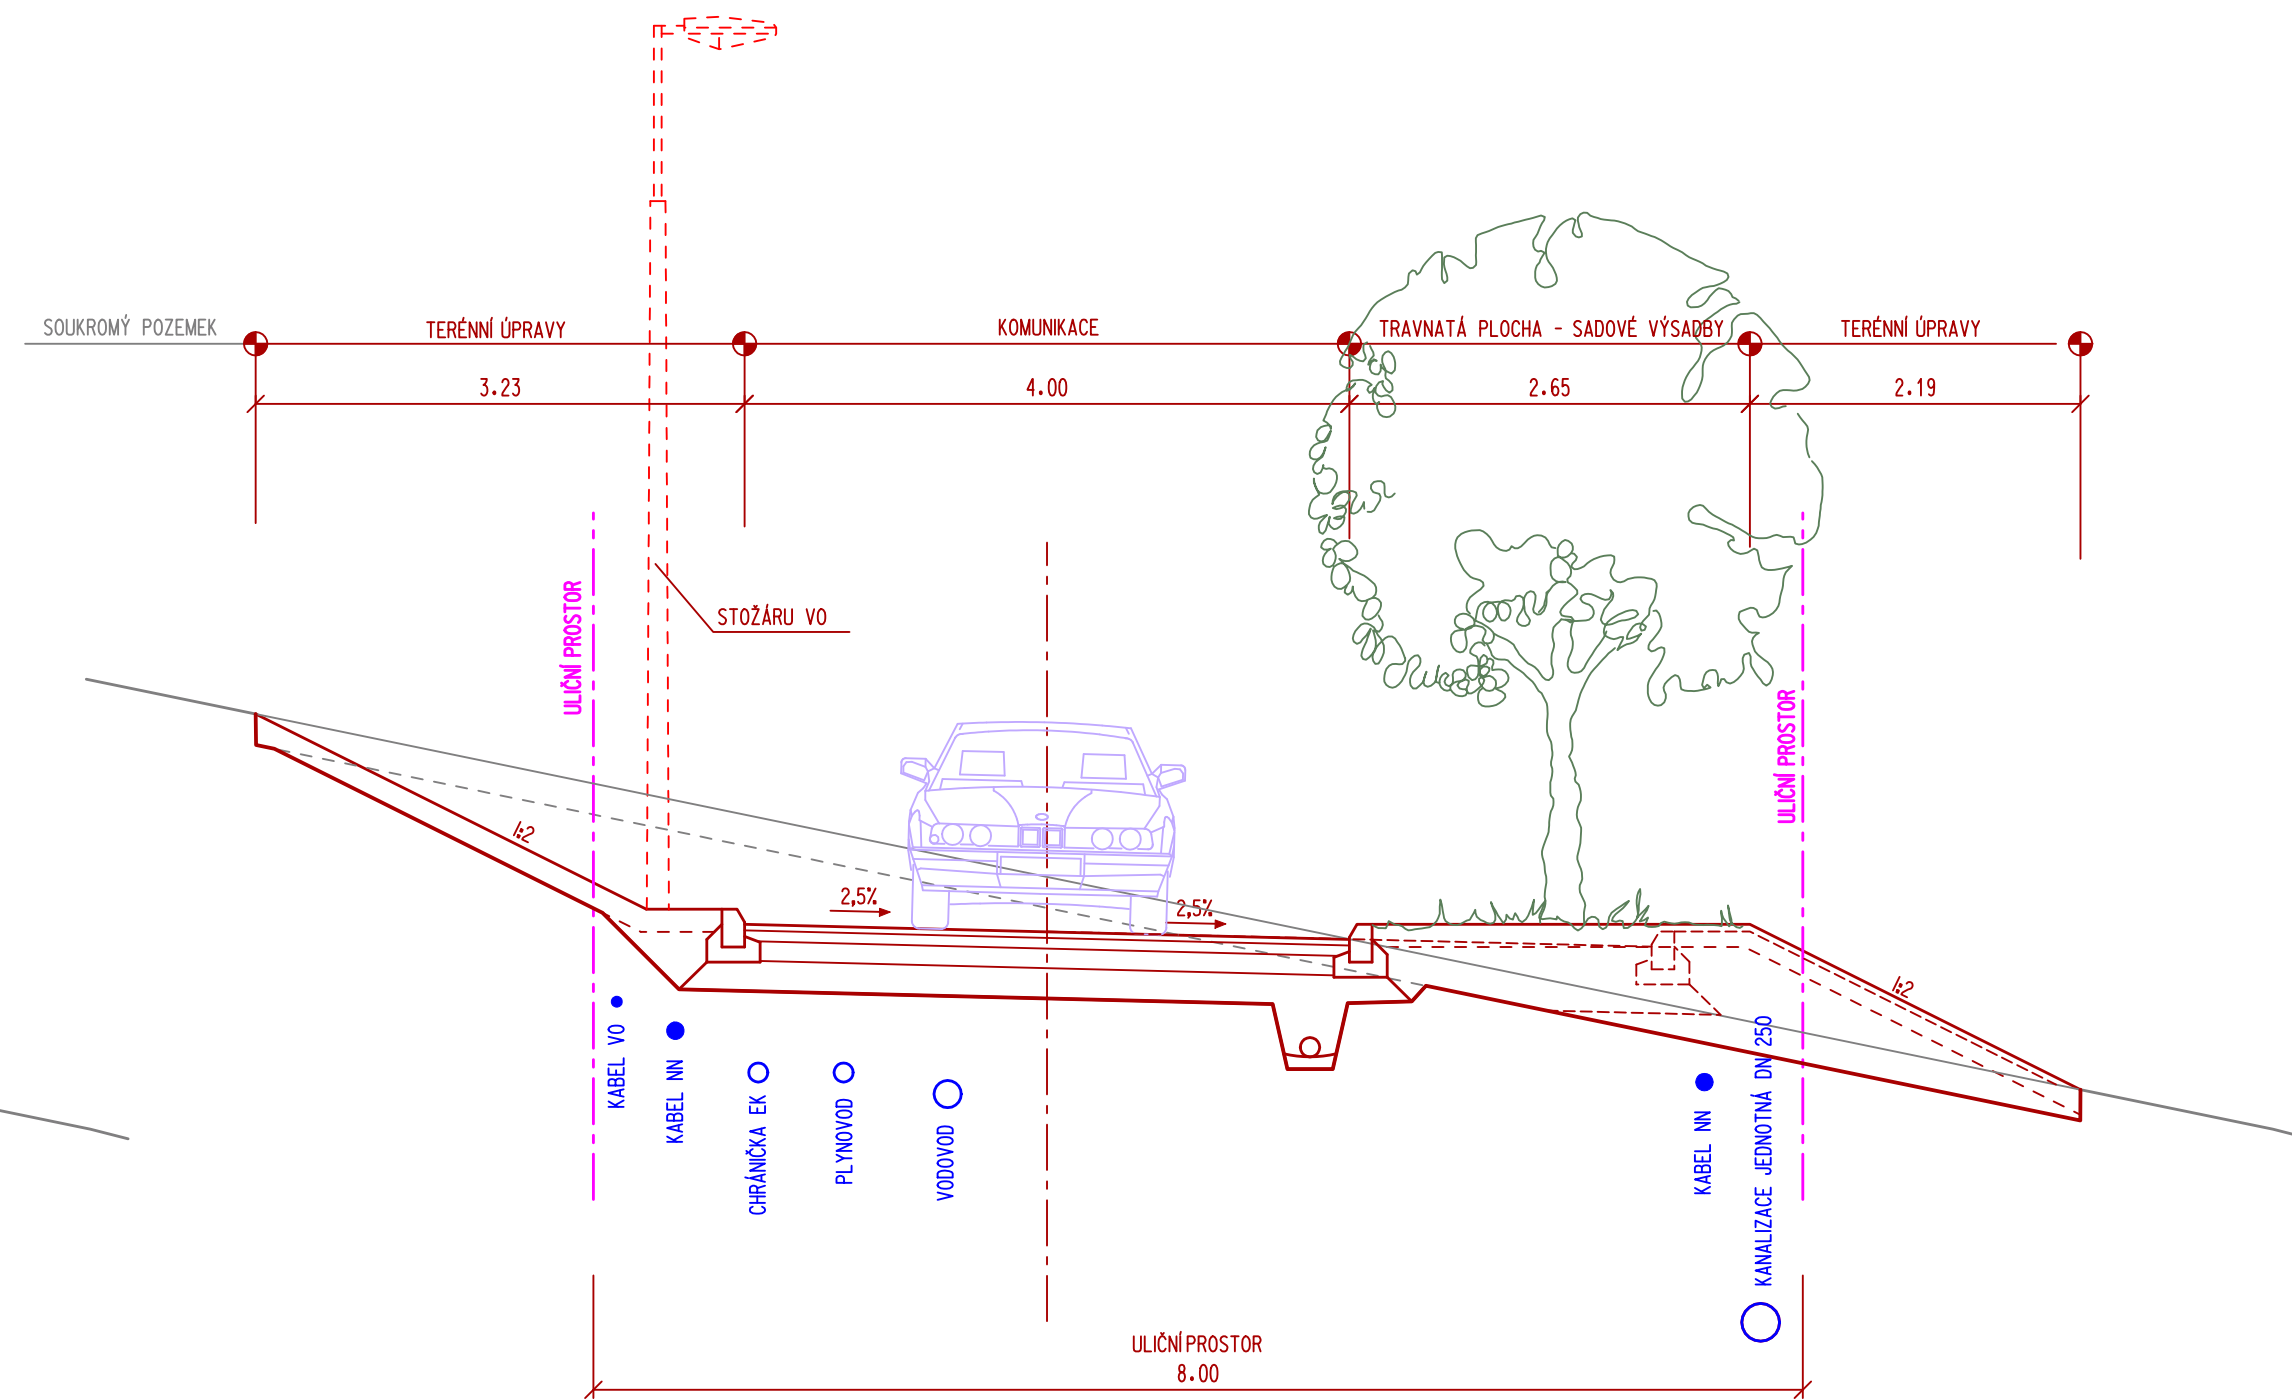 SOUKROMÝ POZEMEK
TERÉNNÍ ÚPRAVY
KOMUNIKACE
TRAVNATÁ PLOCHA - SADOVÉ VÝSADBY
TERÉNNÍ ÚPRAVY
3.23
4.00
2.65
2.19
ULIČNÍ PROSTOR
STOŽÁRU VO
ULIČNÍ PROSTOR
1:2
2,5%
2,5%
1:2
KABEL VO
KABEL NN
CHRÁNIČKA EK
PLYNOVOD
VODOVOD
KABEL NN
KANALIZACE JEDNOTNÁ DN 250
ULIČNÍ PROSTOR
8.00